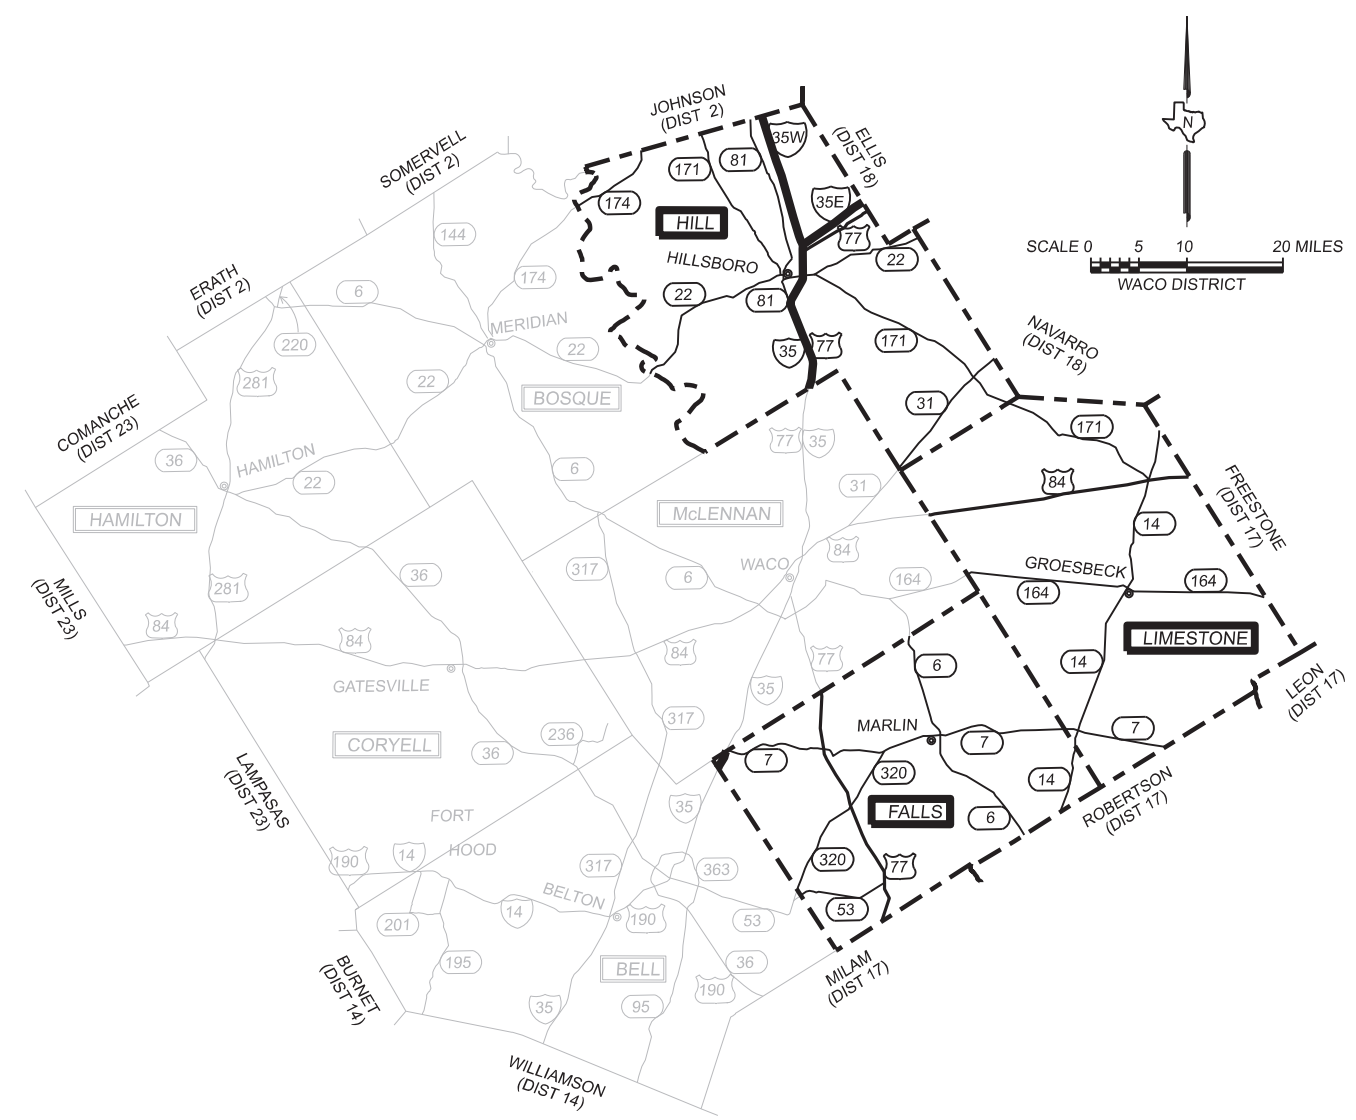 JOHNSON
(DIST 2)
N
SOMERVELL
(DIST 2)
ELLIS
(DIST 18)
35W
81
171
174
35E
HILL
77
144
22
SCALE 0 5 10 20 MILES
WACO DISTRICT
HILLSBORO
ERATH
(DIST 2)
174
6
22
81
MERIDIAN
220
22
35
77
171
NAVARRO
(DIST 18)
281
22
BOSQUE
31
COMANCHE
(DIST 23)
171
77
35
36
HAMILTON
22
6
31
84
FREESTONE
(DIST 17)
HAMILTON
McLENNAN
14
84
WACO
GROESBECK
317
6
164
164
164
36
281
MILLS
(DIST 23)
84
84
84
77
6
14
LIMESTONE
GATESVILLE
35
LEON
(DIST 17)
317
MARLIN
7
236
CORYELL
36
7
7
320
14
LAMPASAS
(DIST 23)
35
FALLS
6
ROBERTSON
(DIST 17)
FORT
HOOD
190
14
317
363
320
77
BELTON
14
190
53
53
201
195
BELL
36
190
MILAM
(DIST 17)
BURNET
(DIST 14)
35
95
WILLIAMSON
(DIST 14)